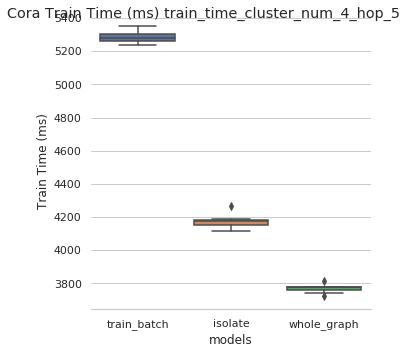 Cora Train Time (ms) train_time_cluster_num_4_hop_5
5400
5200
5000
4800
4600
4400
4200
4000
3800
Train Time (ms)
train_batch isolate whole_graph
models